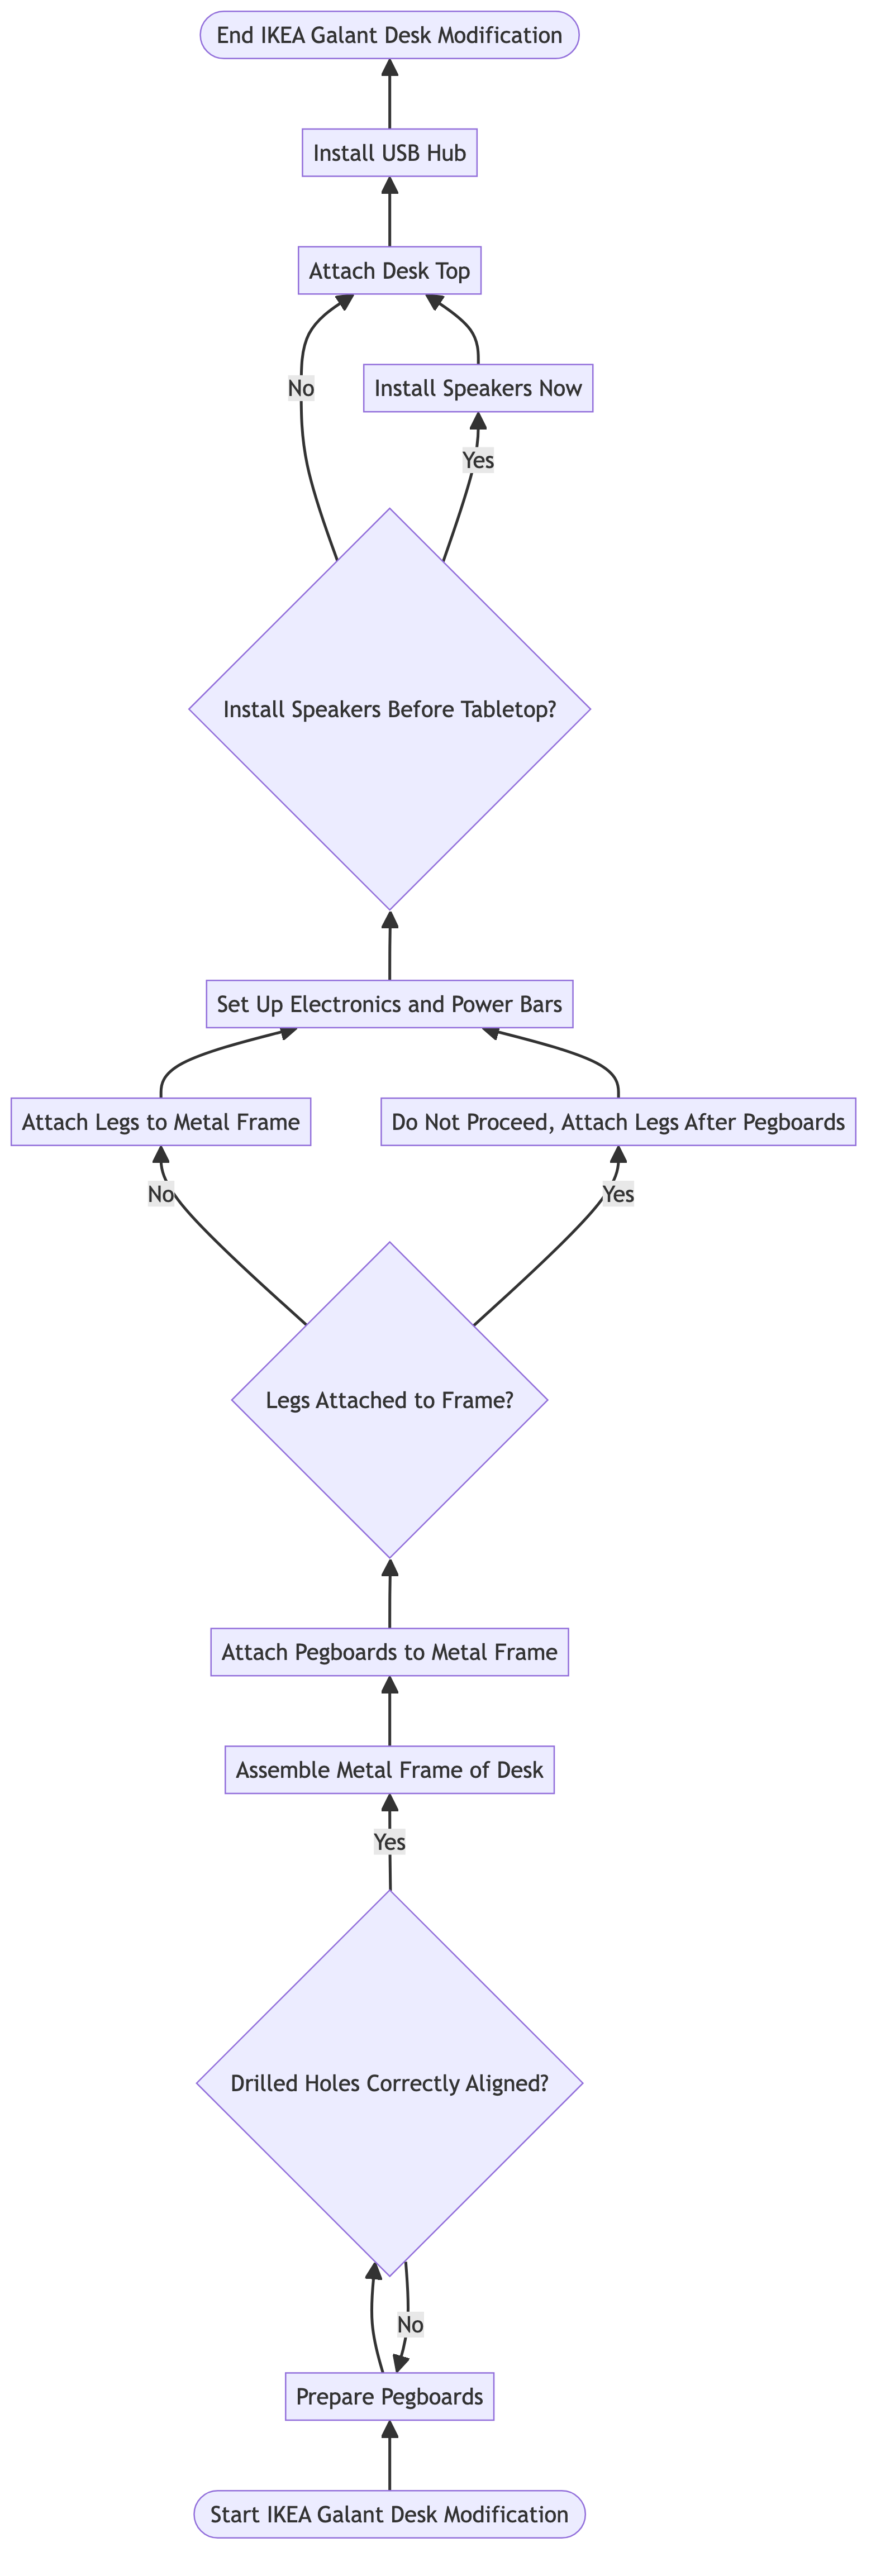 End IKEA Galant Desk Modification
Install USB Hub
Attach Desk Top
No
Install Speakers Now
Yes
Install Speakers Before Tabletop?
Set Up Electronics and Power Bars
Attach Legs to Metal Frame
Do Not Proceed, Attach Legs After Pegboards
No
Yes
Legs Attached to Frame?
Attach Pegboards to Metal Frame
Assemble Metal Frame of Desk
Yes
Drilled Holes Correctly Aligned?
No
Prepare Pegboards
Start IKEA Galant Desk Modification